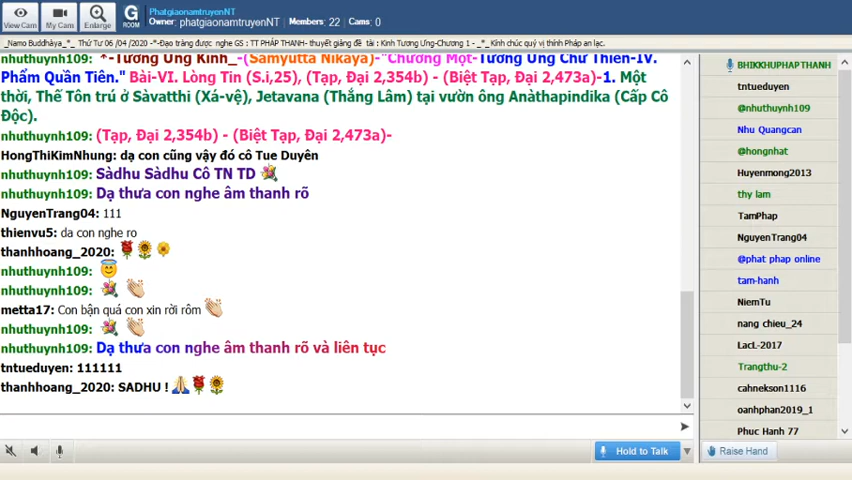 View Cam
My Cam
Enlarge
G
ROOM
PhatgiaonamtruyenNT
Owner: phatgiaonamtruyenNT Members: 22 Cams: 0
_Namo Buddhàya_*_ Thứ Tư 06 /04 /2020 -*-Đạo tràng được nghe GS : TT PHÁP THANH- thuyết giảng đề tài : Kinh Tương Ưng-Chương 1 - _*_ Kính chúc quý vị thính Pháp an lạc.
nhuthuynh109: *-Tương Ưng Kinh_-(Samyutta Nikaya)-"Chương Một-Tương Ưng Chư Thiên-IV.
Phẩm Quần Tiên." Bài-VI. Lòng Tin (S.i,25), (Tạp, Đại 2,354b) - (Biệt Tạp, Đại 2,473a)-1. Một
thời, Thế Tôn trú ở Sàvatthi (Xá-vệ), Jetavana (Thắng Lâm) tại vườn ông Anàthapindika (Cấp Cô
Độc).
nhuthuynh109: (Tạp, Đại 2,354b) - (Biệt Tạp, Đại 2,473a)-
HongThiKimNhung: dạ con cũng vậy đó cô Tue Duyên
nhuthuynh109: Sàdhu Sàdhu Cô TN TD
nhuthuynh109: Dạ thưa con nghe âm thanh rõ
NguyenTrang04: 111
thienvu5: da con nghe ro
thanhhoang_2020:
nhuthuynh109:
nhuthuynh109:
metta17: Con bận quá con xin rời rôm
nhuthuynh109:
nhuthuynh109: Dạ thưa con nghe âm thanh rõ và liên tục
tntueduyen: 111111
thanhhoang_2020: SADHU !
BHIKKHUPHAPTHANH
tntueduyen
@nhuthuynh109
Nhu Quangcan
@hongnhat
Huyenmong2013
thy lam
TamPhap
NguyenTrang04
@phat phap online
tam-hanh
NiemTu
nang chieu_24
LacL-2017
Trangthu-2
cahnekson1116
oanhphan2019_1
Phuc Hanh 77
Hold to Talk
Raise Hand